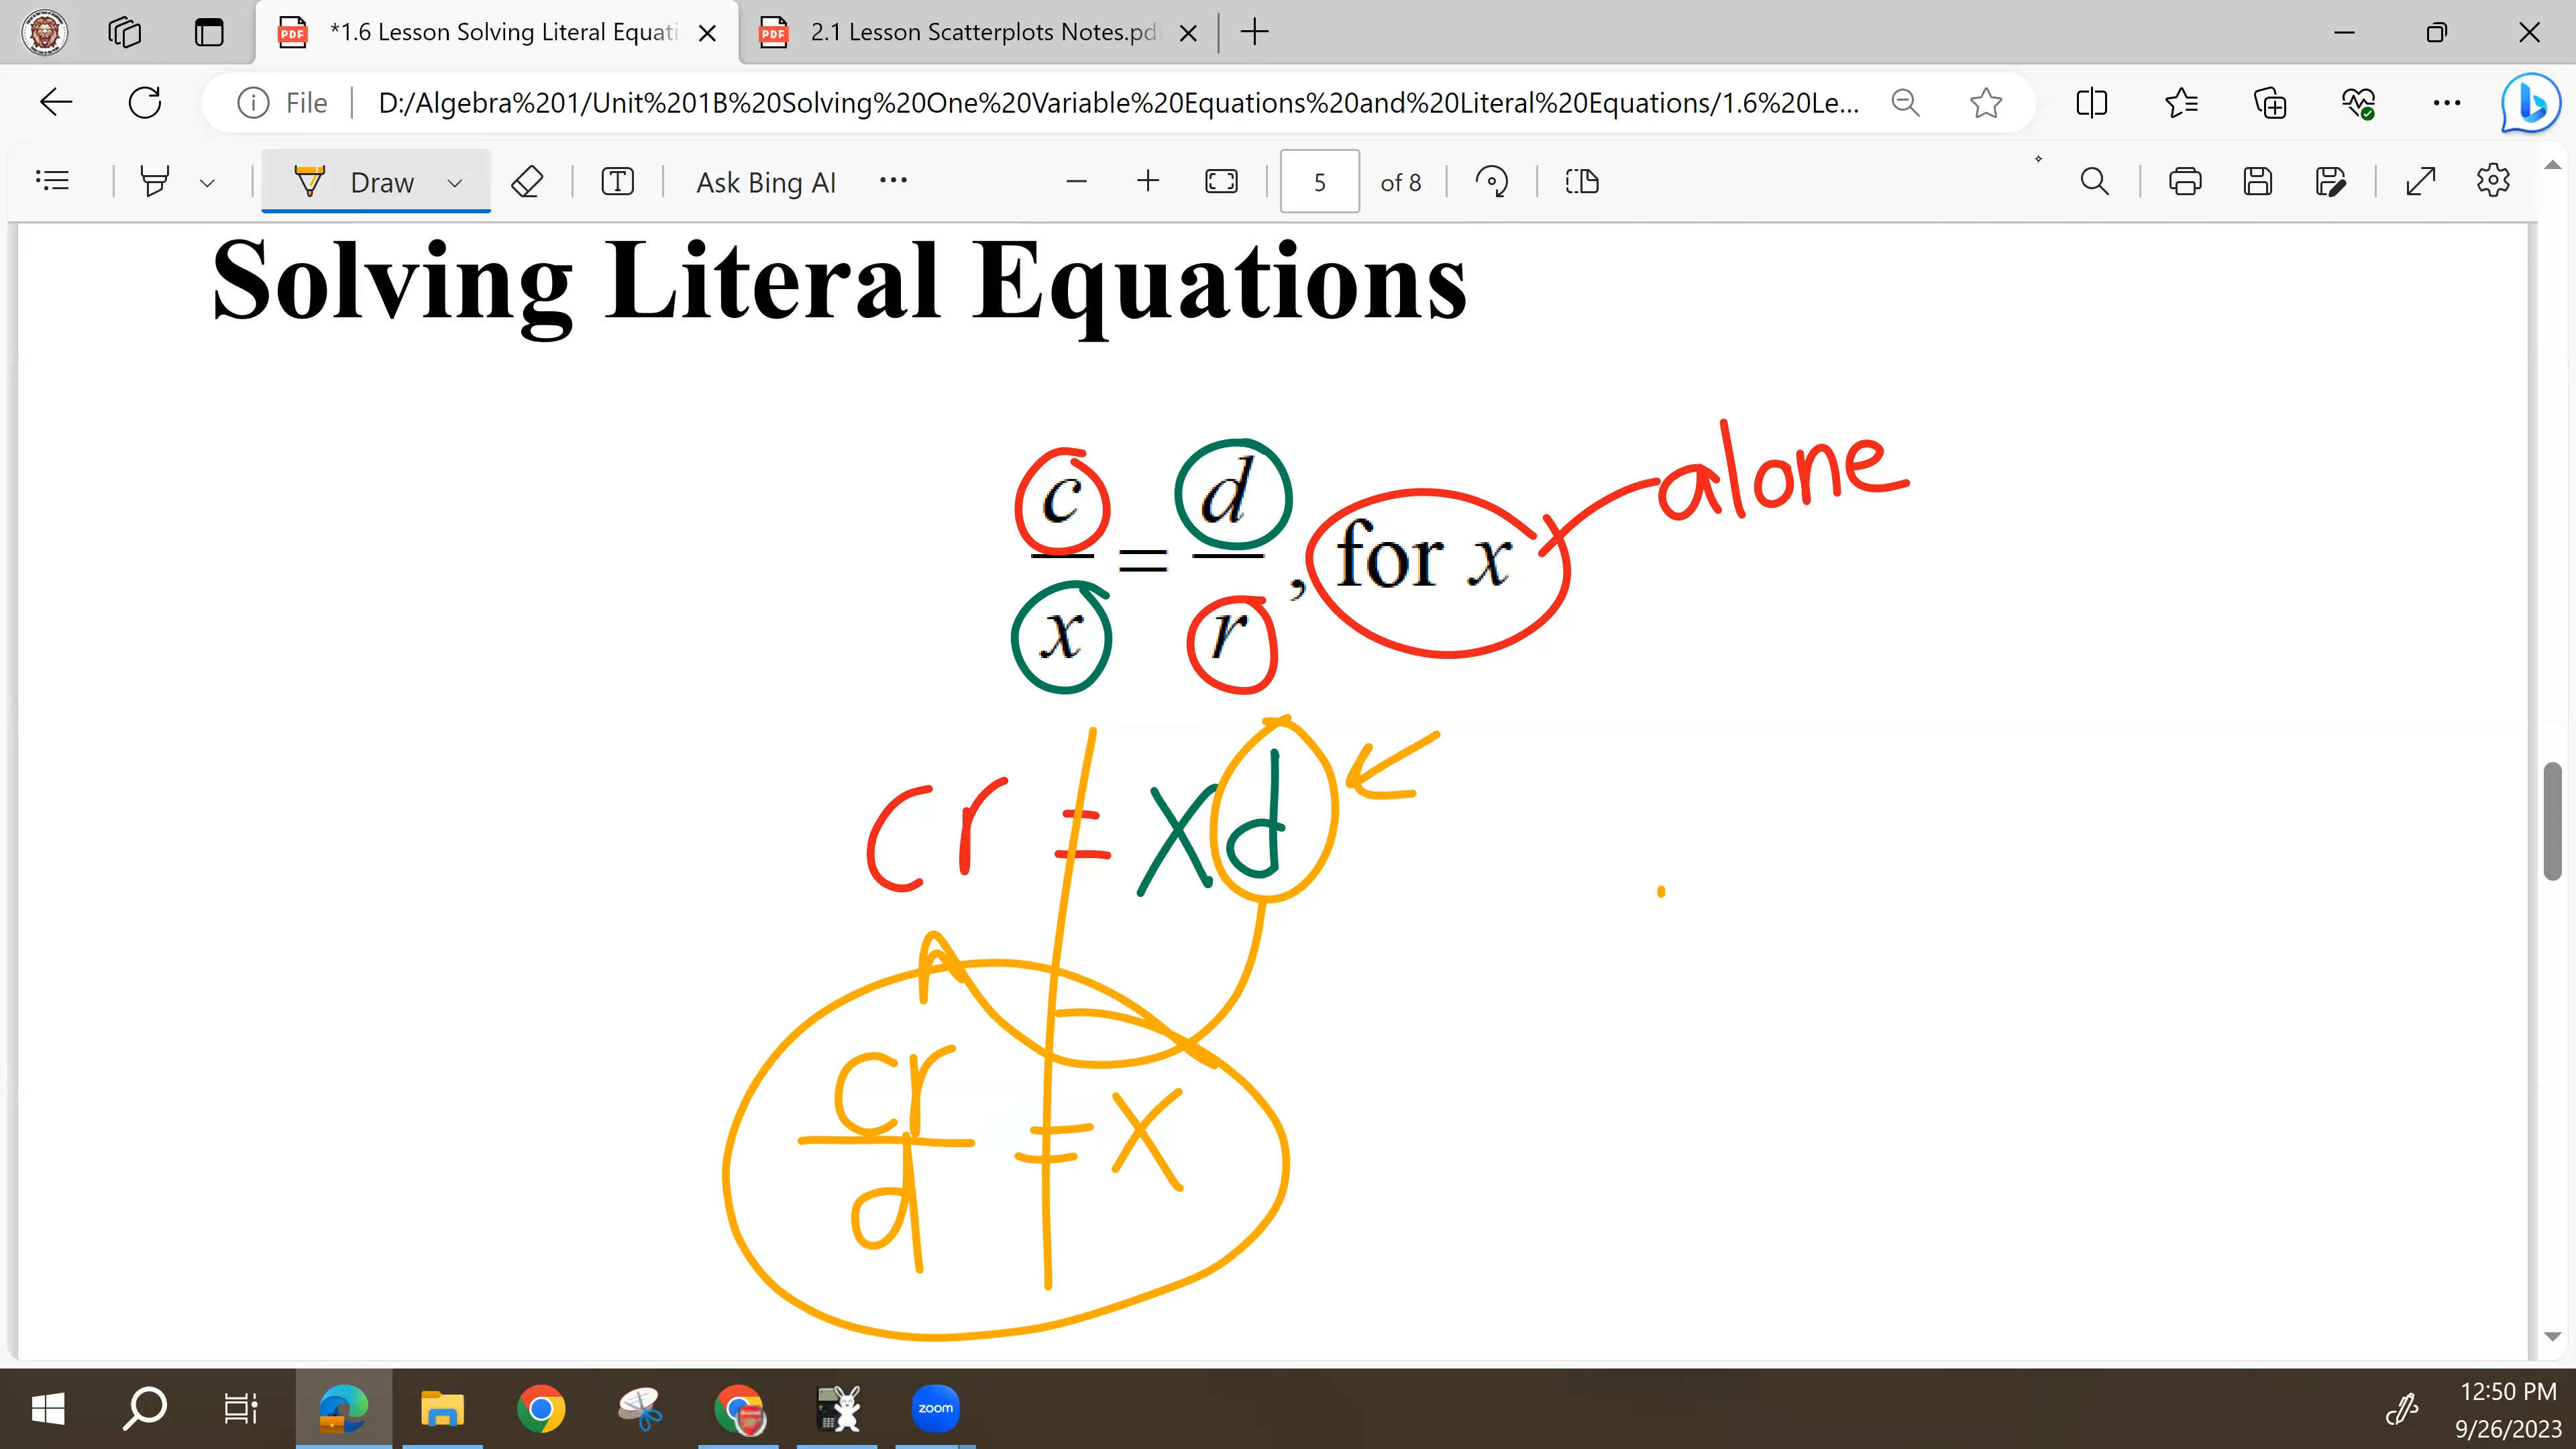 *1.6 Lesson Solving Literal Equati
2.1 Lesson Scatterplots Notes.pd
File
D:/Algebra%201/Unit%201B%20Solving%20One%20Variable%20Equations%20and%20Literal%20Equations/1.6%20Le...
Draw
T
Ask Bing AI
5 of 8
Solving Literal Equations
c/x = d/r, for x
alone
cr = xd
cr/d = x
zoom
12:50 PM
9/26/2023